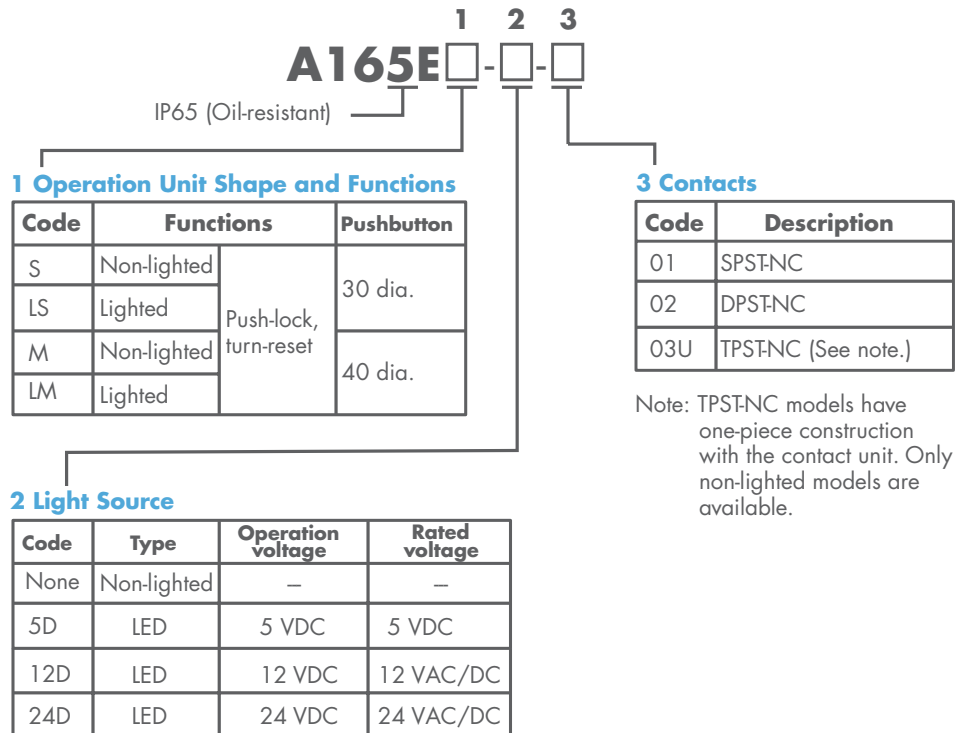 1 2 3
A165E□-□-□
IP65 (Oil-resistant)
1 Operation Unit Shape and Functions
Code Functions Pushbutton
S Non-lighted Push-lock, turn-reset 30 dia.
LS Lighted
M Non-lighted 40 dia.
LM Lighted
3 Contacts
Code Description
01 SPST-NC
02 DPST-NC
03U TPST-NC (See note.)
Note: TPST-NC models have
one-piece construction
with the contact unit. Only
non-lighted models are
available.
2 Light Source
Code Type Operation voltage Rated voltage
None Non-lighted – –
5D LED 5 VDC 5 VDC
12D LED 12 VDC 12 VAC/DC
24D LED 24 VDC 24 VAC/DC